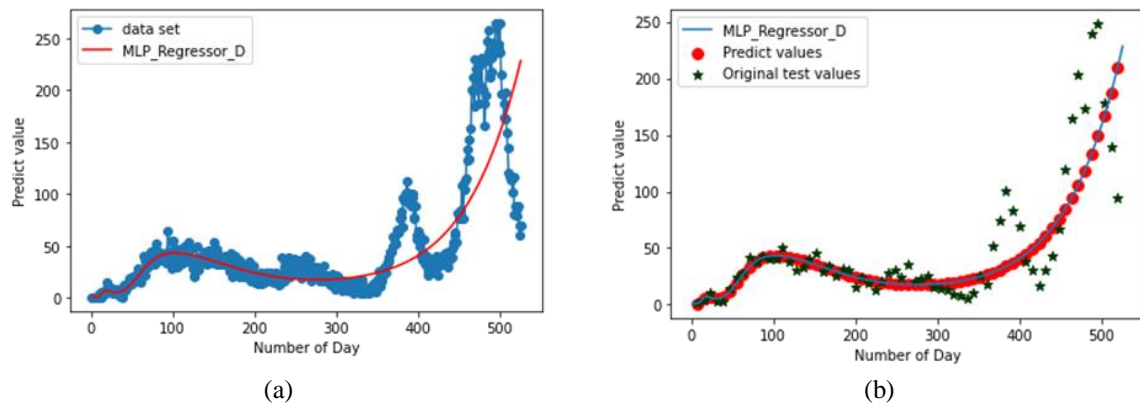 data set
MLP_Regressor_D
250
200
150
100
50
0
Predict value
0 100 200 300 400 500
Number of Day
(a)
MLP_Regressor_D
Predict values
Original test values
250
200
150
100
50
0
Predict value
0 100 200 300 400 500
Number of Day
(b)